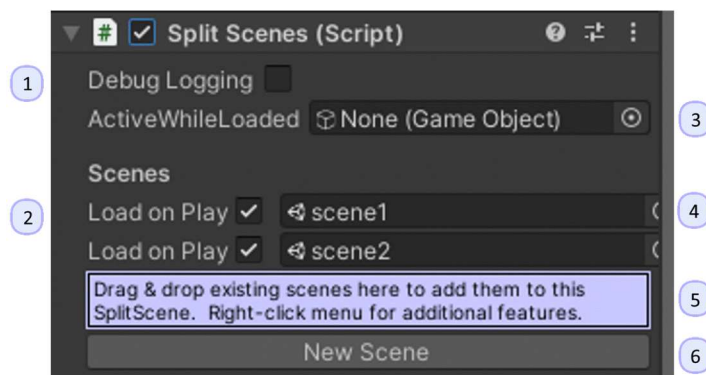 # Split Scenes (Script)
1
Debug Logging
ActiveWhileLoaded None (Game Object)
3
Scenes
2
Load on Play scene1
4
Load on Play scene2
Drag & drop existing scenes here to add them to this
SplitScene. Right-click menu for additional features.
5
New Scene
6